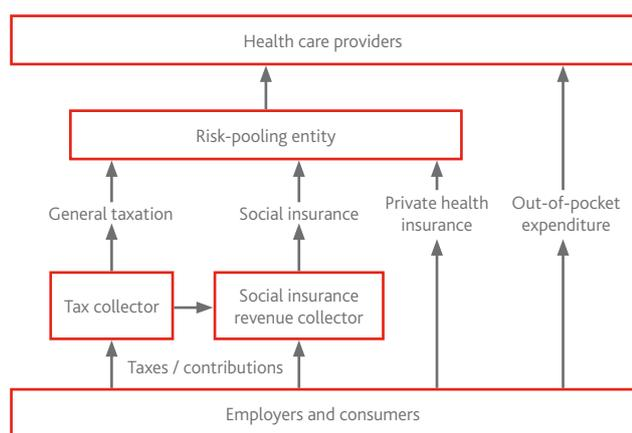 Health care providers
Risk-pooling entity
General taxation
Social insurance
Private health
insurance
Out-of-pocket
expenditure
Tax collector
Social insurance
revenue collector
Taxes / contributions
Employers and consumers